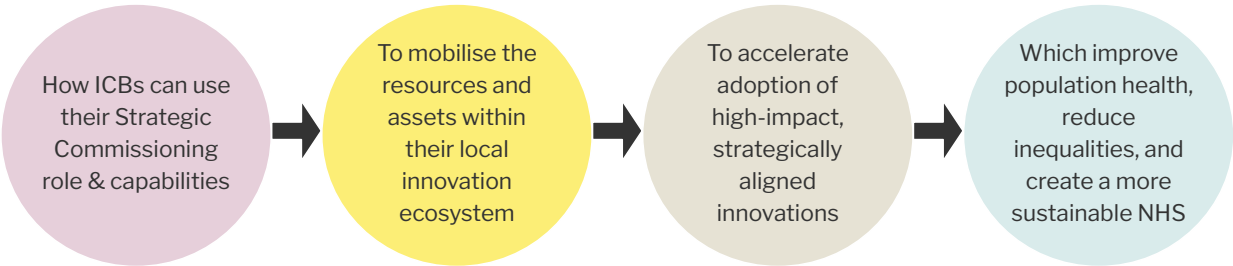 How ICBs can use
their Strategic
Commissioning
role & capabilities
To mobilise the
resources and
assets within
their local
innovation
ecosystem
To accelerate
adoption of
high-impact,
strategically
aligned
innovations
Which improve
population health,
reduce
inequalities, and
create a more
sustainable NHS